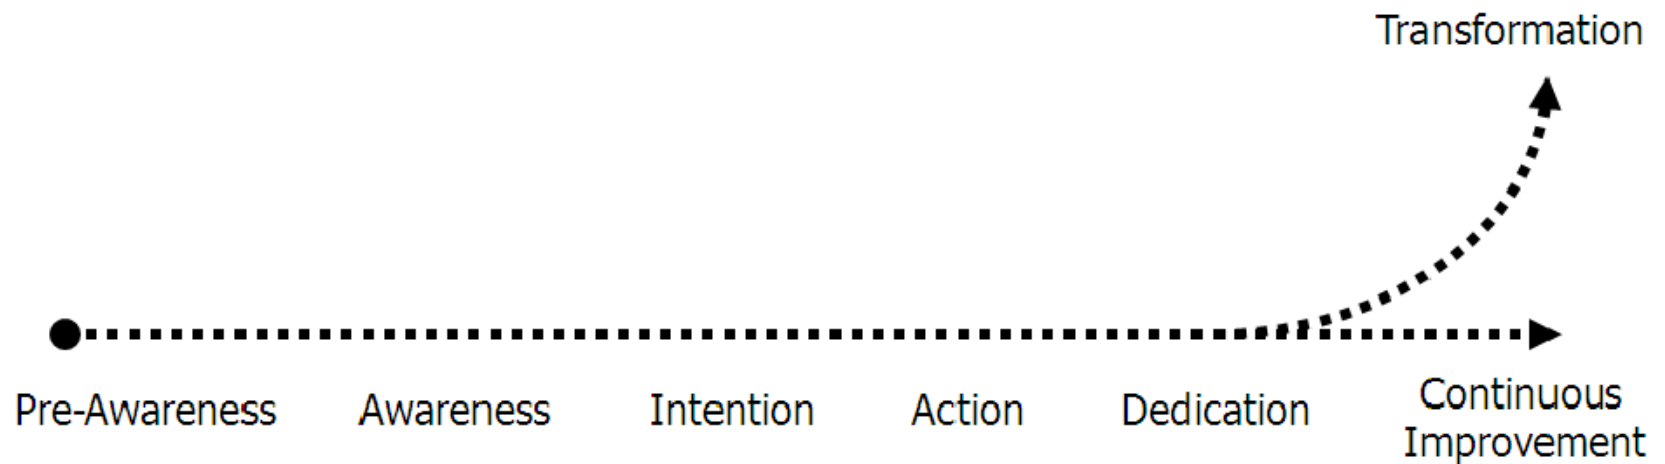 Transformation
Pre-Awareness
Awareness
Intention
Action
Dedication
Continuous
Improvement